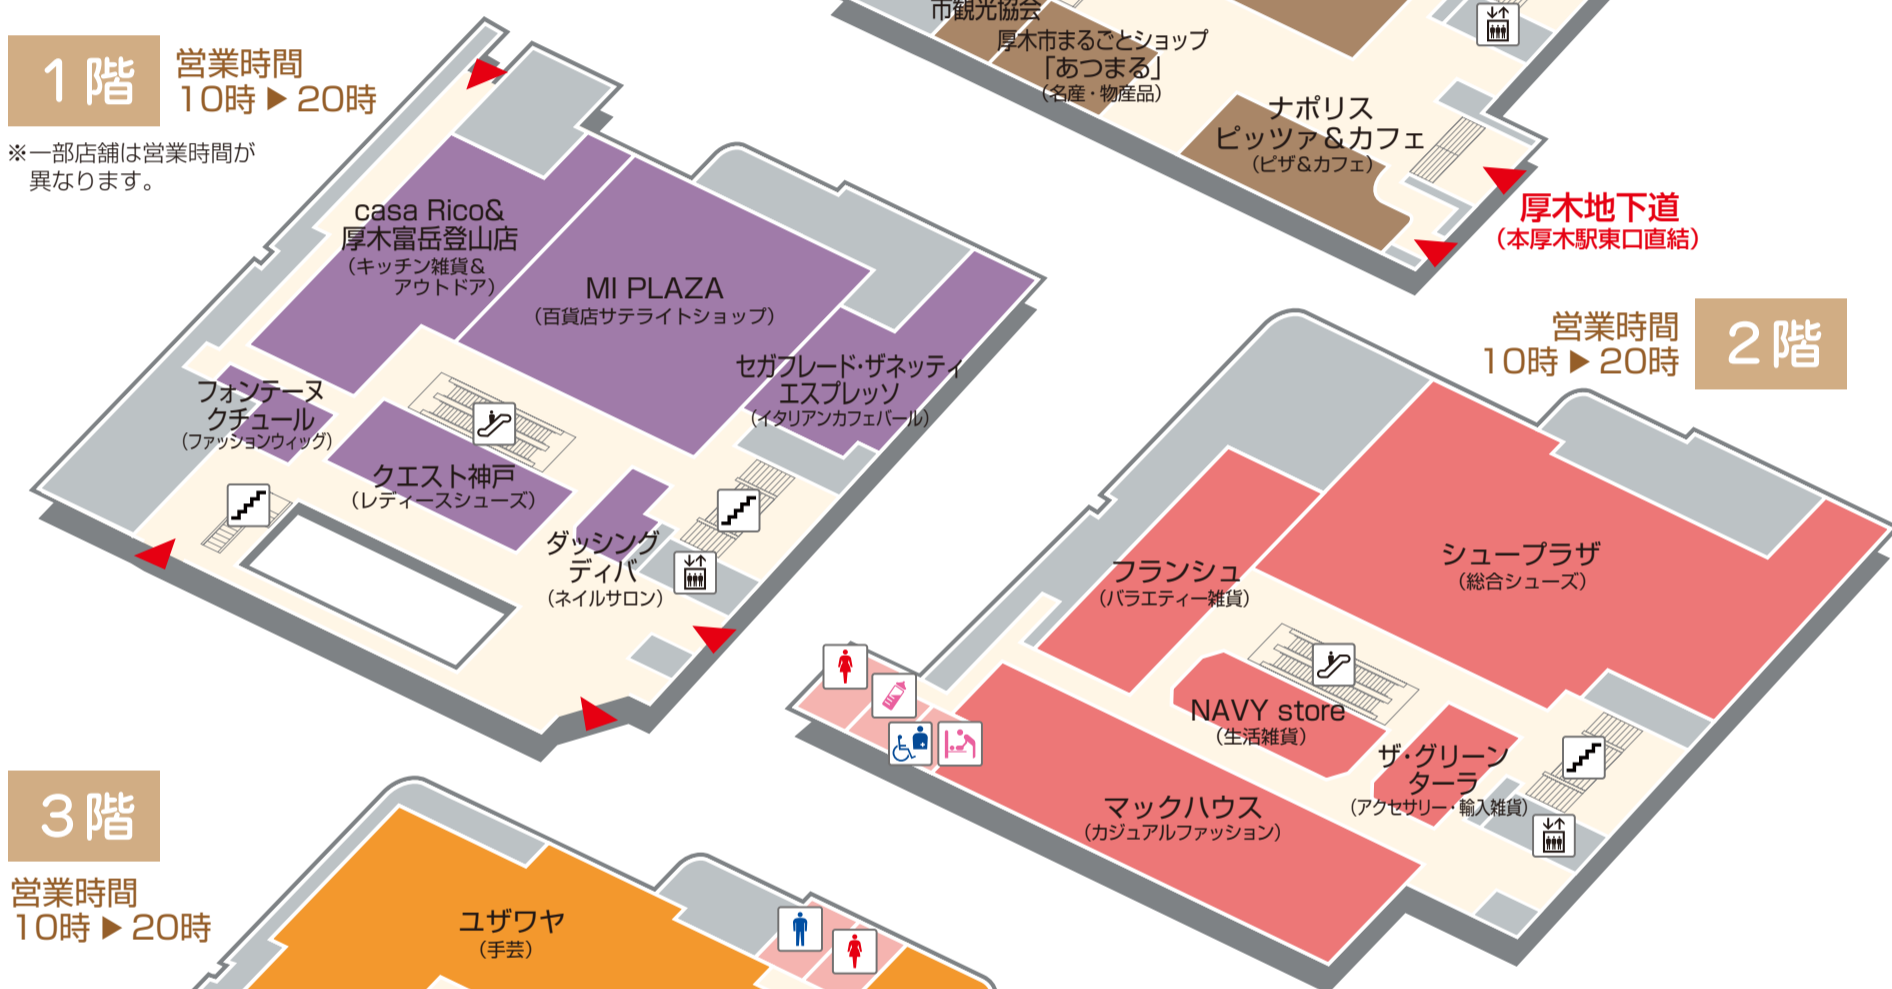 市観光協会
厚木市まるごとショップ
「あつまる」
（名産・物産品）
ナポリス
ピッツァ＆カフェ
（ピザ＆カフェ）
厚木地下道
（本厚木駅東口直結）
1階
営業時間
10時▶20時
※一部店舗は営業時間が
異なります。
casa Rico&
厚木富岳登山店
（キッチン雑貨＆
アウトドア）
MI PLAZA
（百貨店サテライトショップ）
セガフレード・ザネッティ
エスプレッソ
（イタリアンカフェバール）
フォンテーヌ
クチュール
（ファッションウィッグ）
クエスト神戸
（レディースシューズ）
ダッシング
ディバ
（ネイルサロン）
2階
営業時間
10時▶20時
シュープラザ
（総合シューズ）
フランシュ
（バラエティー雑貨）
NAVY store
（生活雑貨）
ザ・グリーン
ターラ
（アクセサリー・輸入雑貨）
マックハウス
（カジュアルファッション）
3階
営業時間
10時▶20時
ユザワヤ
（手芸）